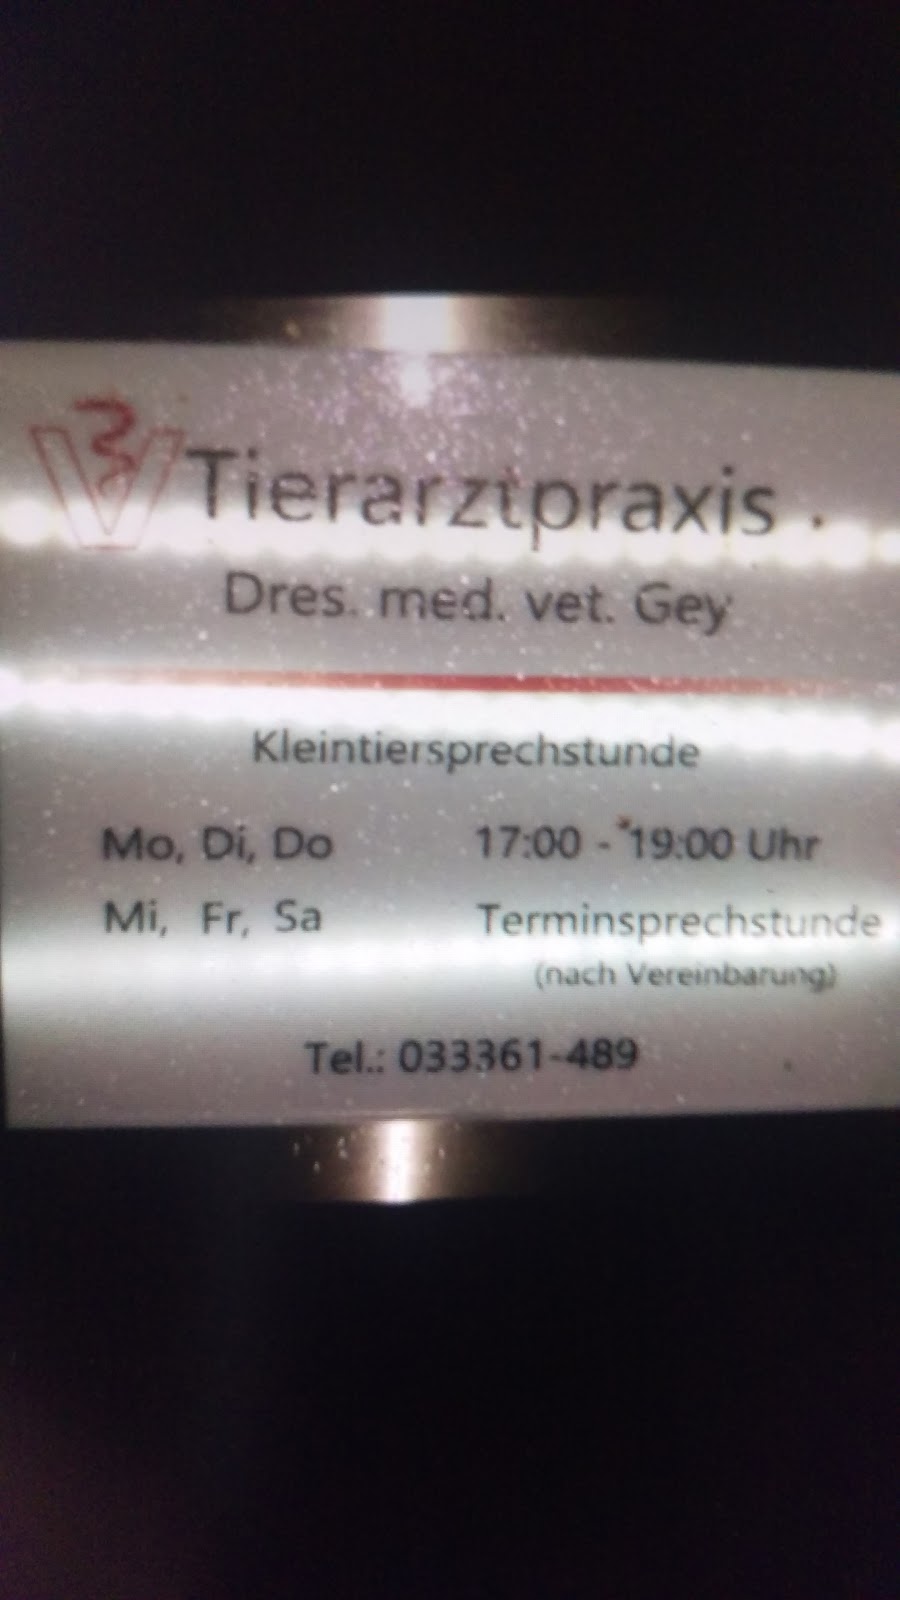 Tierarztpraxis
Dres. med. vet. Gey
Kleintiersprechstunde
Mo, Di, Do 17:00 - 19:00 Uhr
Mi, Fr, Sa Terminsprechstunde
(nach Vereinbarung)
Tel.: 033361-489